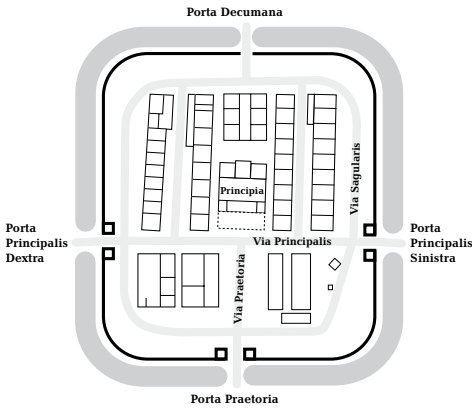 Porta Decumana
Via Sagularis
Principia
Porta
Principalis
Dextra
Via Principalis
Porta
Principalis
Sinistra
Via Praetoria
Porta Praetoria